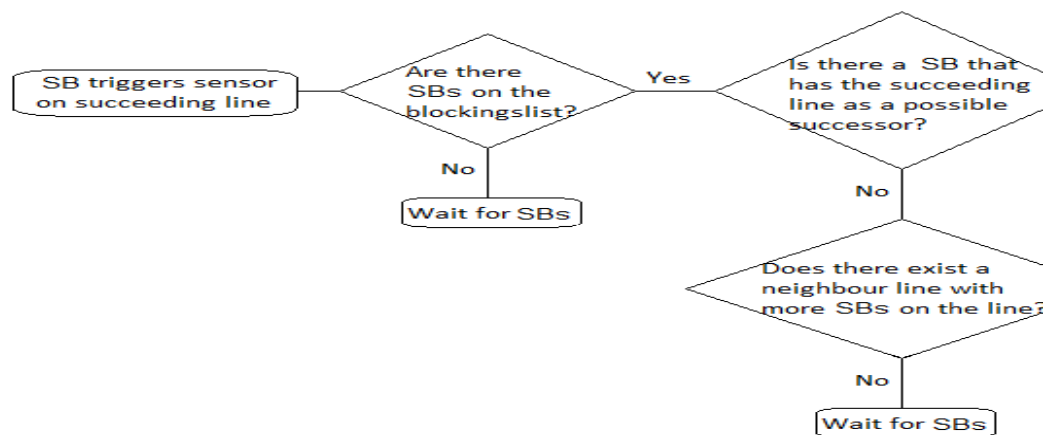 SB triggers sensor
on succeeding line
Are there
SBs on the
blockingslist?
Yes
No
Wait for SBs
Is there a SB that
has the succeeding
line as a possible
successor?
No
Does there exist a
neighbour line with
more SBs on the line?
No
Wait for SBs